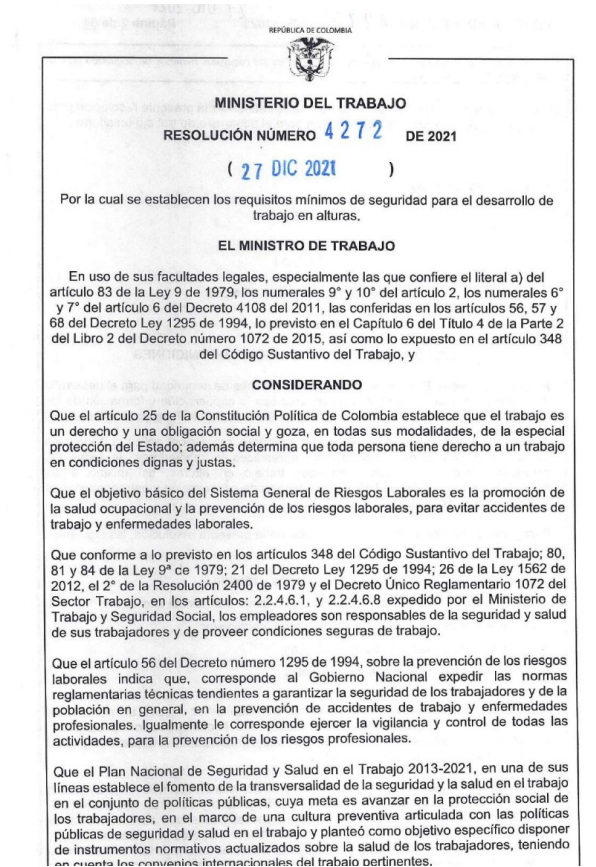 REPÚBLICA DE COLOMBIA
MINISTERIO DEL TRABAJO
RESOLUCIÓN NÚMERO 4272 DE 2021
( 27 DIC 2021 )
Por la cual se establecen los requisitos mínimos de seguridad para el desarrollo de
trabajo en alturas.
EL MINISTRO DE TRABAJO
En uso de sus facultades legales, especialmente las que confiere el literal a) del
artículo 83 de la Ley 9 de 1979, los numerales 9° y 10° del artículo 2, los numerales 6°
y 7° del artículo 6 del Decreto 4108 del 2011, las conferidas en los artículos 56, 57 y
68 del Decreto Ley 1295 de 1994, lo previsto en el Capítulo 6 del Título 4 de la Parte 2
del Libro 2 del Decreto número 1072 de 2015, así como lo expuesto en el artículo 348
del Código Sustantivo del Trabajo, y
CONSIDERANDO
Que el artículo 25 de la Constitución Política de Colombia establece que el trabajo es
un derecho y una obligación social y goza, en todas sus modalidades, de la especial
protección del Estado; además determina que toda persona tiene derecho a un trabajo
en condiciones dignas y justas.
Que el objetivo básico del Sistema General de Riesgos Laborales es la promoción de
la salud ocupacional y la prevención de los riesgos laborales, para evitar accidentes de
trabajo y enfermedades laborales.
Que conforme a lo previsto en los artículos 348 del Código Sustantivo del Trabajo; 80,
81 y 84 de la Ley 9ª ce 1979; 21 del Decreto Ley 1295 de 1994; 26 de la Ley 1562 de
2012, el 2° de la Resolución 2400 de 1979 y el Decreto Único Reglamentario 1072 del
Sector Trabajo, en los artículos: 2.2.4.6.1, y 2.2.4.6.8 expedido por el Ministerio de
Trabajo y Seguridad Social, los empleadores son responsables de la seguridad y salud
de sus trabajadores y de proveer condiciones seguras de trabajo.
Que el artículo 56 del Decreto número 1295 de 1994, sobre la prevención de los riesgos
laborales indica que, corresponde al Gobierno Nacional expedir las normas
reglamentarias técnicas tendientes a garantizar la seguridad de los trabajadores y de la
población en general, en la prevención de accidentes de trabajo y enfermedades
profesionales. Igualmente le corresponde ejercer la vigilancia y control de todas las
actividades, para la prevención de los riesgos profesionales.
Que el Plan Nacional de Seguridad y Salud en el Trabajo 2013-2021, en una de sus
líneas establece el fomento de la transversalidad de la seguridad y la salud en el trabajo
en el conjunto de políticas públicas, cuya meta es avanzar en la protección social de
los trabajadores, en el marco de una cultura preventiva articulada con las políticas
públicas de seguridad y salud en el trabajo y planteó como objetivo específico disponer
de instrumentos normativos actualizados sobre la salud de los trabajadores, teniendo
en cuenta los convenios internacionales del trabajo pertinentes.